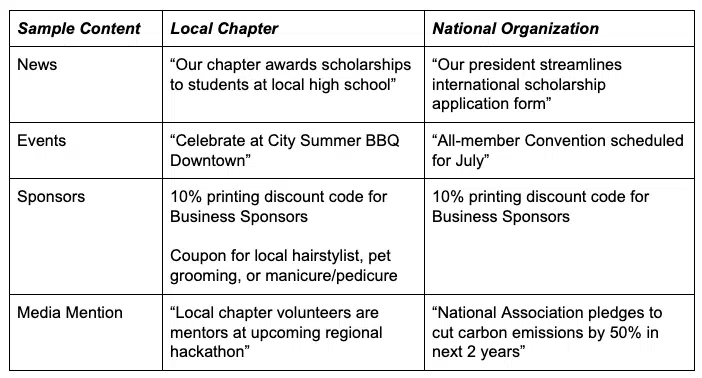 Sample Content Local Chapter National Organization
News “Our chapter awards scholarships “Our president streamlines
to students at local high school” international scholarship
application form”
Events “Celebrate at City Summer BBQ “All-member Convention scheduled
Downtown” for July”
Sponsors 10% printing discount code for 10% printing discount code for
Business Sponsors Business Sponsors
Coupon for local hairstylist, pet
grooming, or manicure/pedicure
Media Mention “Local chapter volunteers are “National Association pledges to
mentors at upcoming regional cut carbon emissions by 50% in
hackathon” next 2 years”